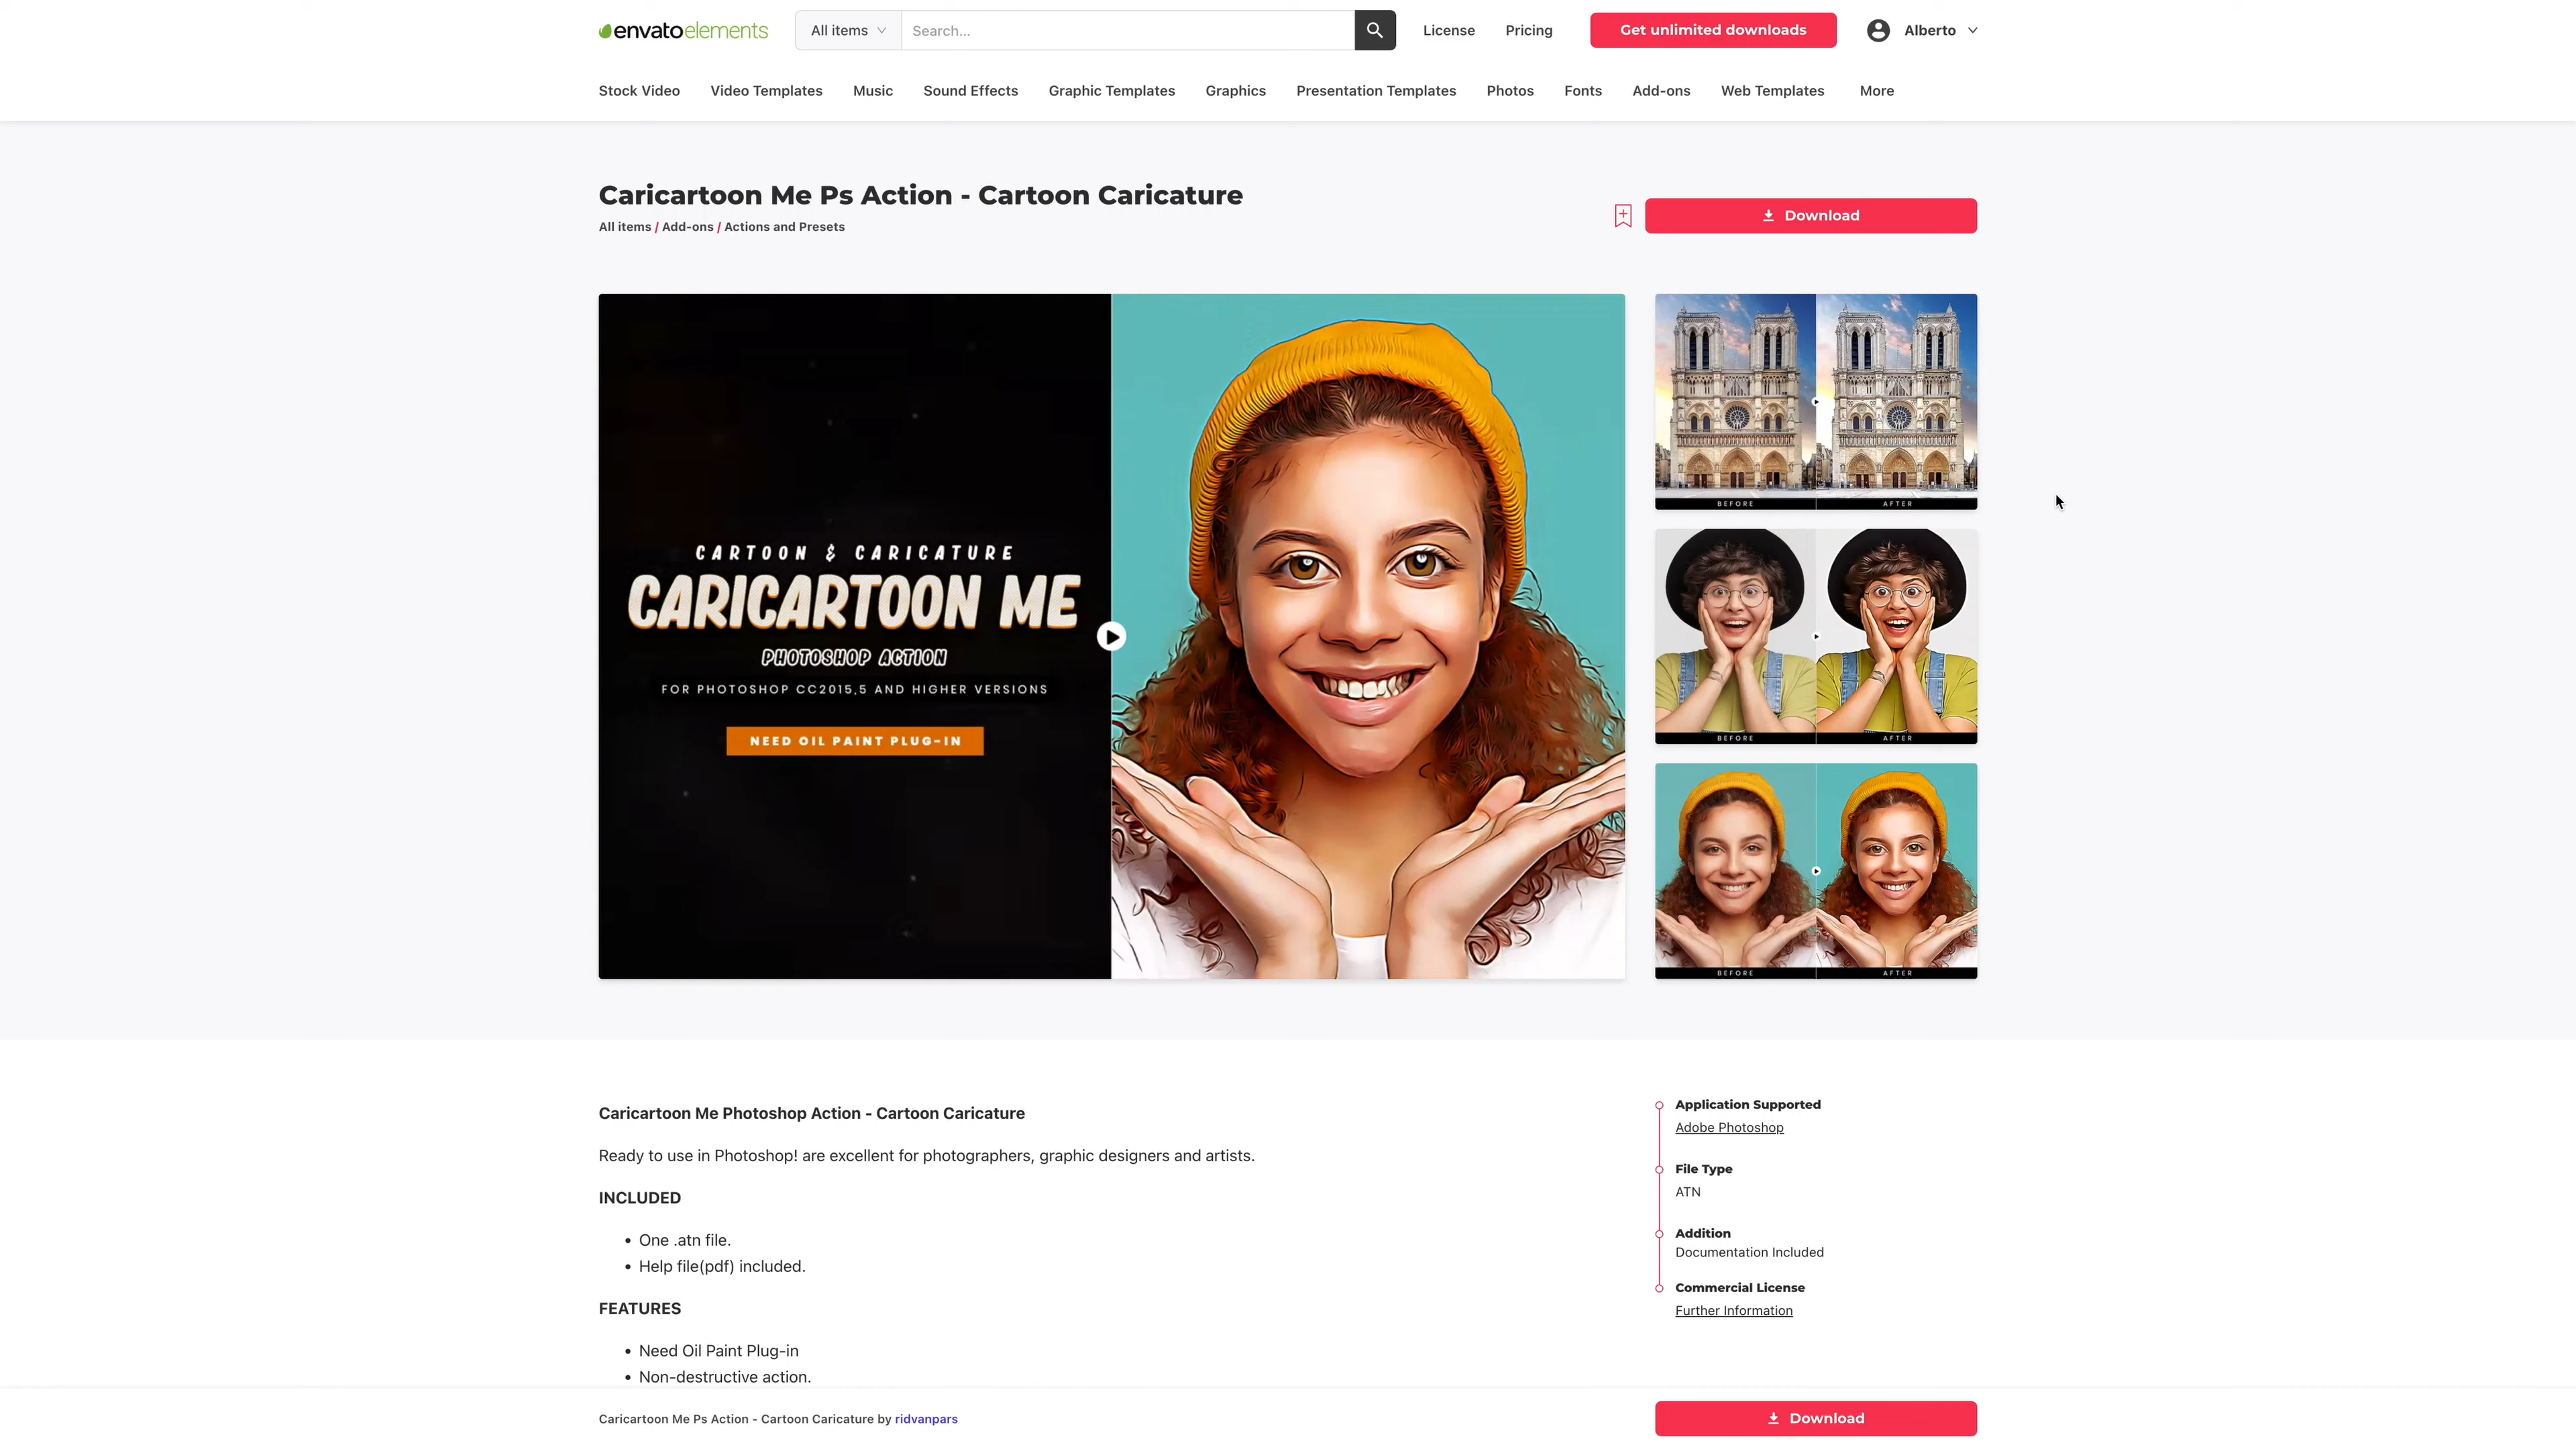 envatoelements
All items
Search...
License
Pricing
Get unlimited downloads
Alberto
Stock Video
Video Templates
Music
Sound Effects
Graphic Templates
Graphics
Presentation Templates
Photos
Fonts
Add-ons
Web Templates
More
Caricartoon Me Ps Action - Cartoon Caricature
All items / Add-ons / Actions and Presets
Download
CARTOON & CARICATURE
CARICARTOON ME
PHOTOSHOP ACTION
FOR PHOTOSHOP CC2015,5 AND HIGHER VERSIONS
NEED OIL PAINT PLUG-IN
BEFORE
AFTER
BEFORE
AFTER
BEFORE
AFTER
Caricartoon Me Photoshop Action - Cartoon Caricature
Ready to use in Photoshop! are excellent for photographers, graphic designers and artists.
INCLUDED
• One .atn file.
• Help file(pdf) included.
FEATURES
• Need Oil Paint Plug-in
• Non-destructive action.
Application Supported
Adobe Photoshop
File Type
ATN
Addition
Documentation Included
Commercial License
Further Information
Caricartoon Me Ps Action - Cartoon Caricature by ridvanpars
Download